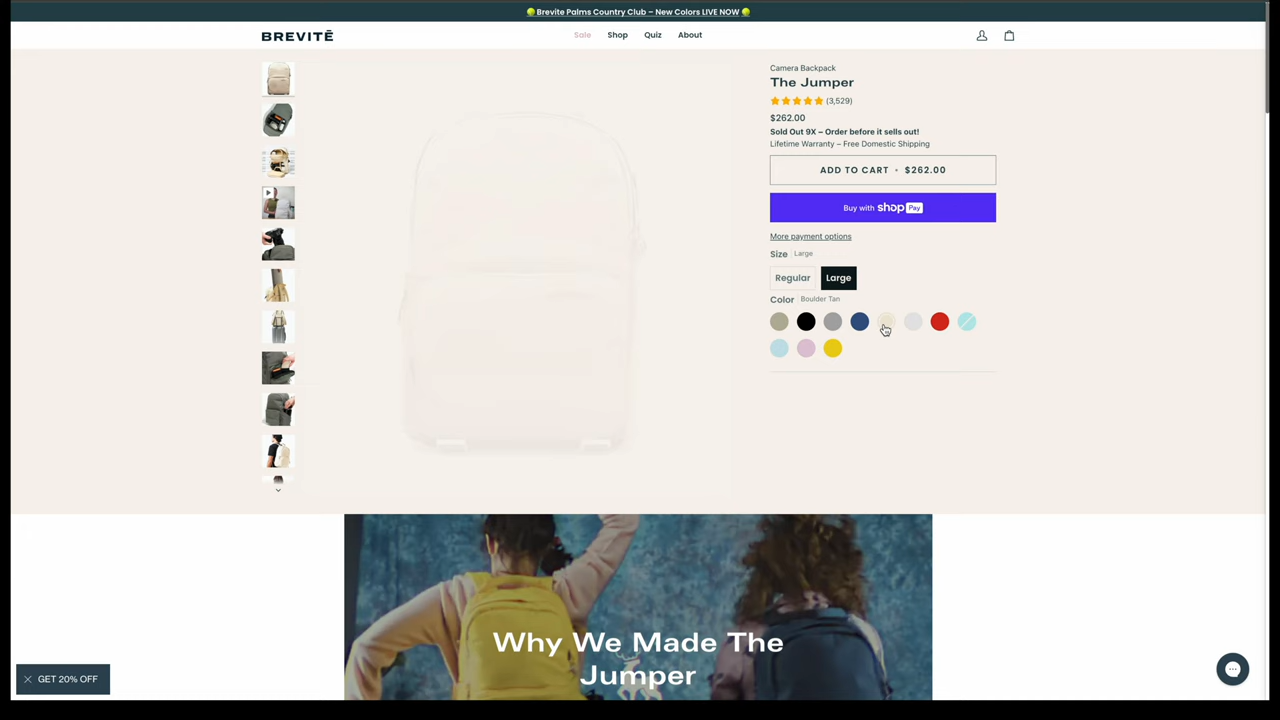 Brevite Palms Country Club – New Colors LIVE NOW
BREVITĒ
Sale
Shop
Quiz
About
Camera Backpack
The Jumper
(3,529)
$262.00
Sold Out 9X – Order before it sells out!
Lifetime Warranty – Free Domestic Shipping
ADD TO CART • $262.00
Buy with shop Pay
More payment options
Size Large
Regular
Large
Color Boulder Tan
Why We Made The
Jumper
GET 20% OFF